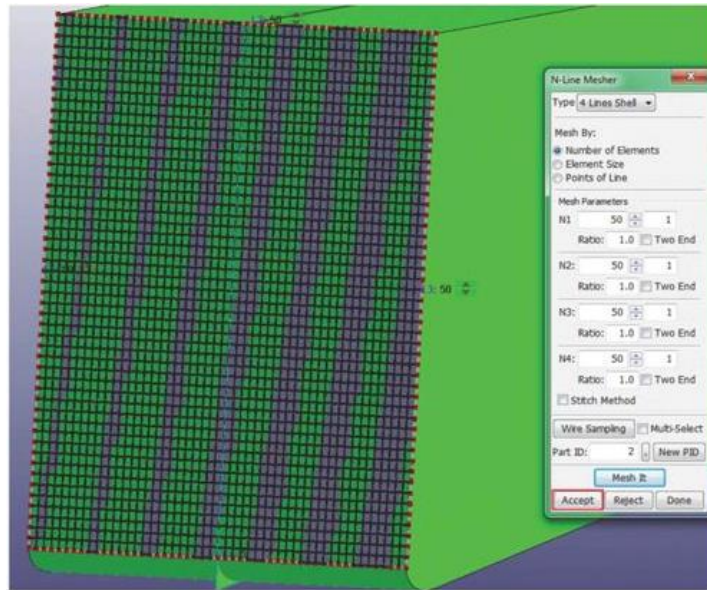 50
N-Line Mesher
Type 4 Lines Shell
Mesh By:
Number of Elements
Element Size
Points of Line
Mesh Parameters
N1 50 1
Ratio: 1.0 Two End
N2: 50 1
Ratio: 1.0 Two End
L3: 50
N3: 50 1
Ratio: 1.0 Two End
N4: 50 1
Ratio: 1.0 Two End
Stitch Method
Wire Sampling Multi-Select
Part ID: 2 New PID
Mesh It
Accept Reject Done